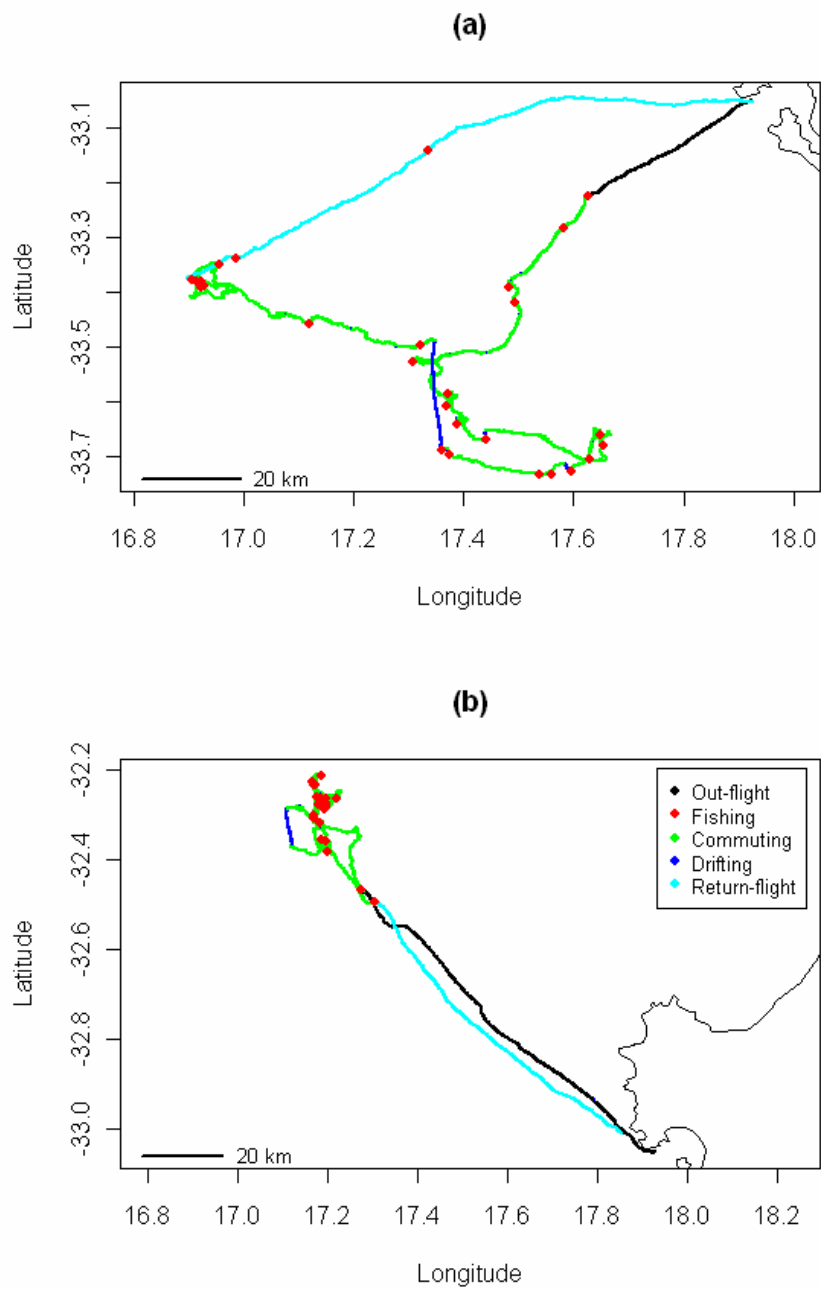 (a)
-33.1
-33.3
-33.5
-33.7
Latitude
20 km
16.8 17.0 17.2 17.4 17.6 17.8 18.0
Longitude
(b)
-32.2
-32.4
-32.6
-32.8
-33.0
Latitude
Out-flight
Fishing
Commuting
Drifting
Return-flight
20 km
16.8 17.0 17.2 17.4 17.6 17.8 18.0 18.2
Longitude